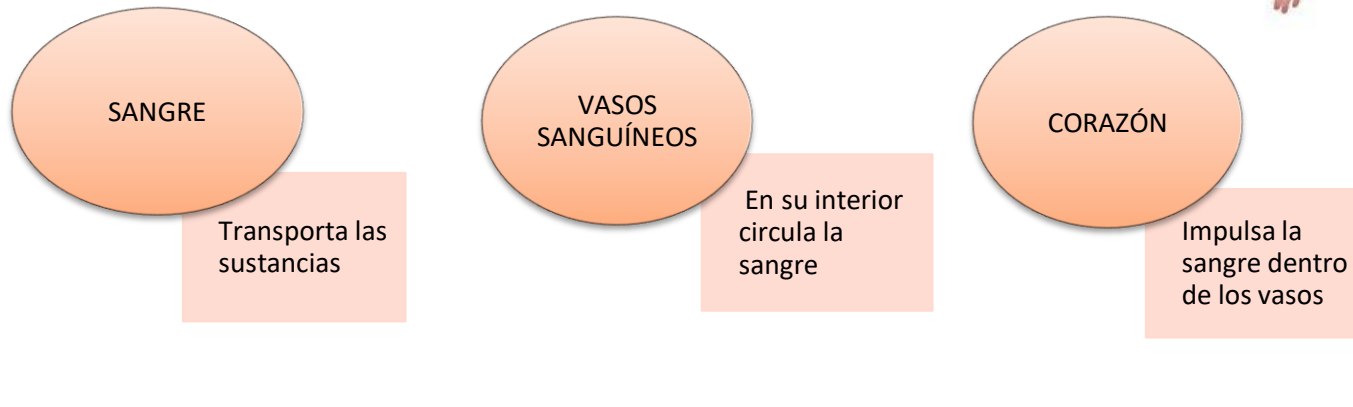 SANGRE
Transporta las
sustancias
VASOS
SANGUÍNEOS
En su interior
circula la
sangre
CORAZÓN
Impulsa la
sangre dentro
de los vasos